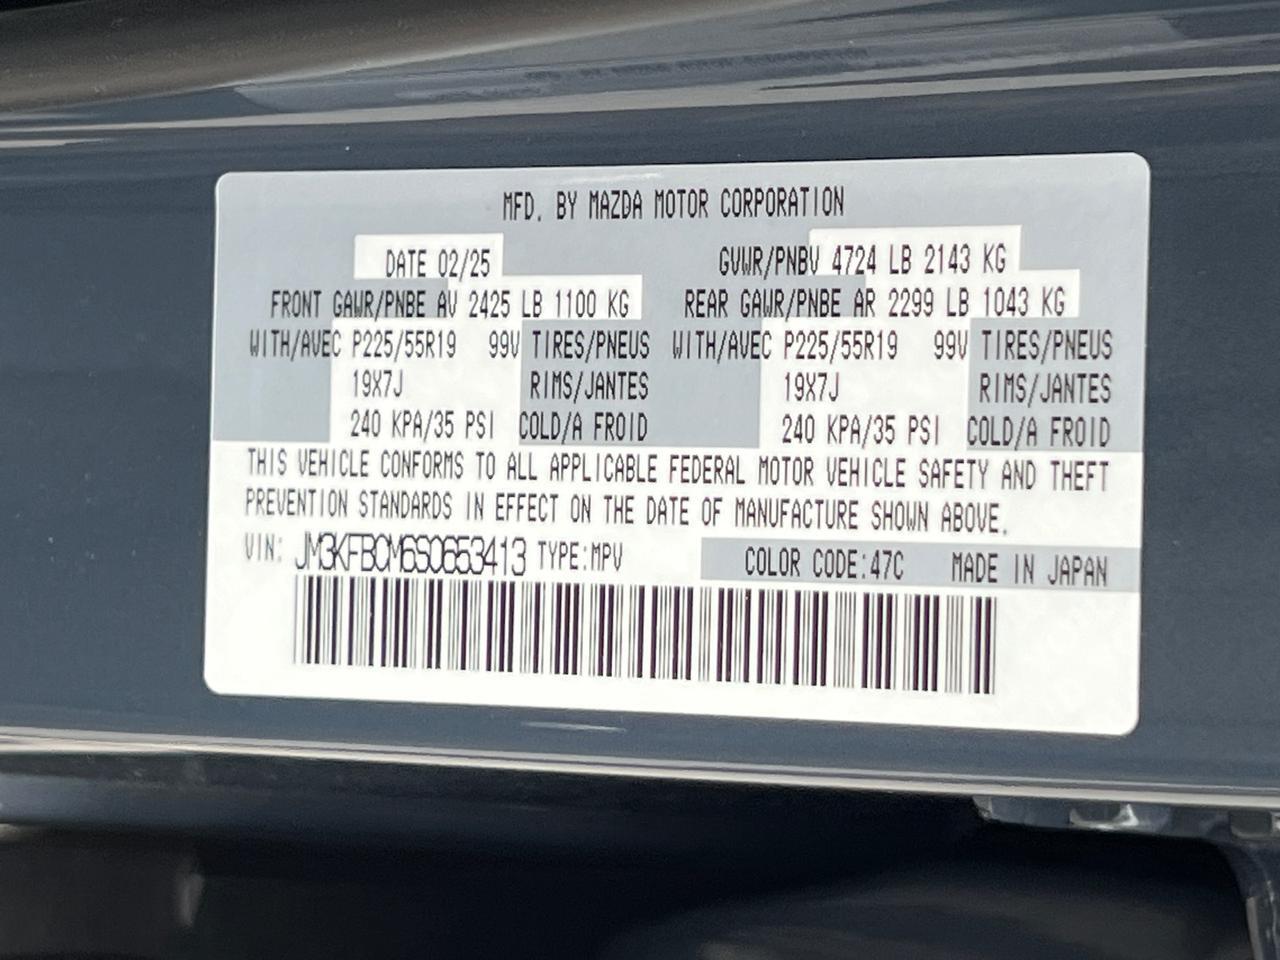 MFD. BY MAZDA MOTOR CORPORATION
DATE 02/25 GVWR/PNBV 4724 LB 2143 KG
FRONT GAWR/PNBE AV 2425 LB 1100 KG REAR GAWR/PNBE AR 2299 LB 1043 KG
WITH/AVEC P225/55R19 99V TIRES/PNEUS WITH/AVEC P225/55R19 99V TIRES/PNEUS
19X7J RIMS/JANTES 19X7J RIMS/JANTES
240 KPA/35 PSI COLD/A FROID 240 KPA/35 PSI COLD/A FROID
THIS VEHICLE CONFORMS TO ALL APPLICABLE FEDERAL MOTOR VEHICLE SAFETY AND THEFT
PREVENTION STANDARDS IN EFFECT ON THE DATE OF MANUFACTURE SHOWN ABOVE.
VIN: JM3KFBCM6S0653413 TYPE:MPV COLOR CODE:47C MADE IN JAPAN